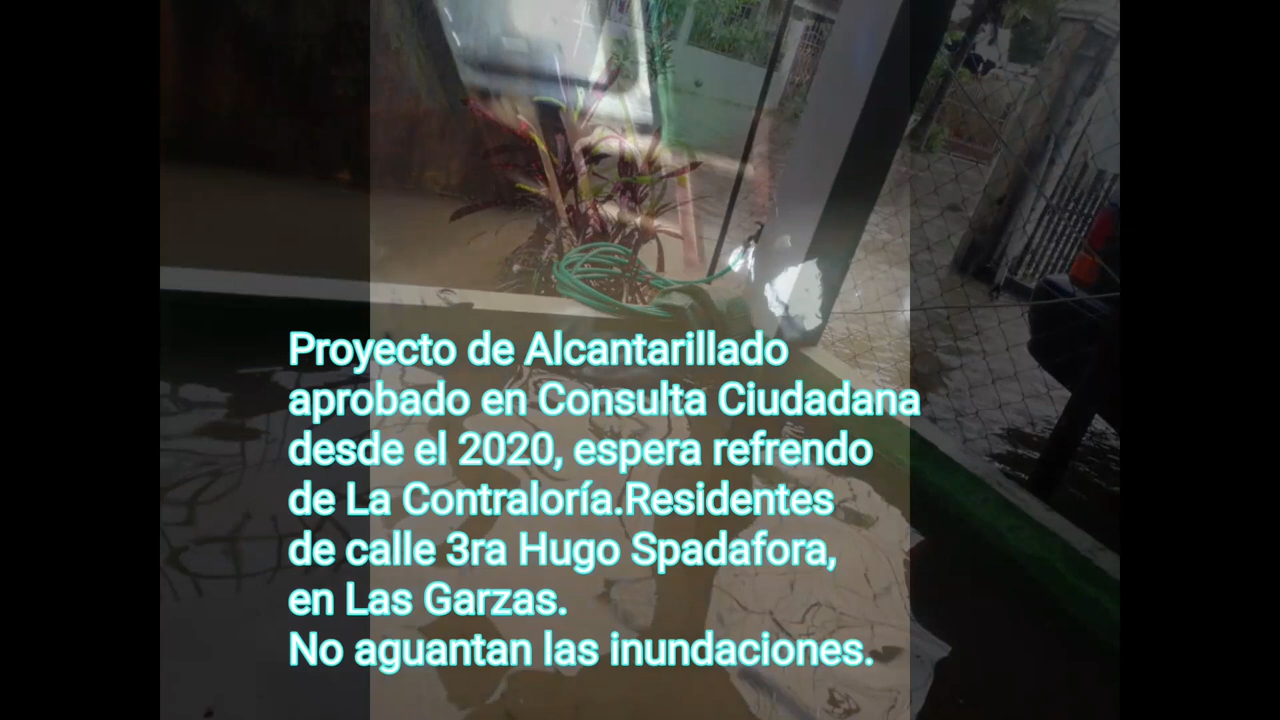 Proyecto de Alcantarillado
aprobado en Consulta Ciudadana
desde el 2020, espera refrendo
de La Contraloría.Residentes
de calle 3ra Hugo Spadafora,
en Las Garzas.
No aguantan las inundaciones.